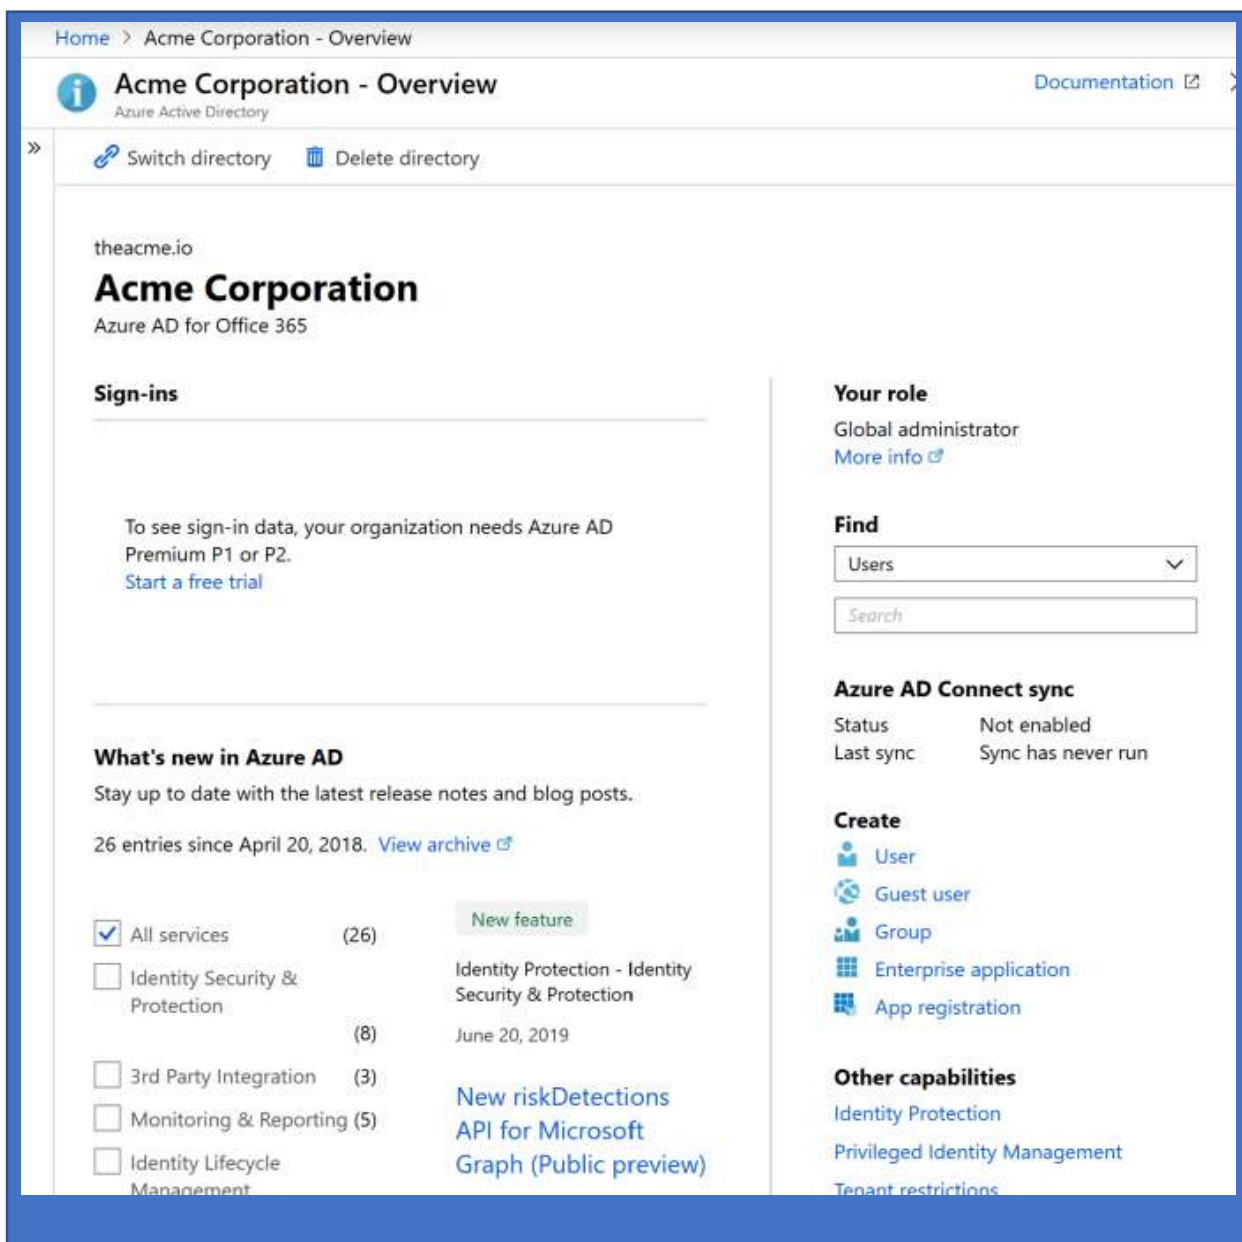 Home > Acme Corporation - Overview
Acme Corporation - Overview
Azure Active Directory
Documentation
»
Switch directory
Delete directory
theacme.io
Acme Corporation
Azure AD for Office 365
Sign-ins
To see sign-in data, your organization needs Azure AD
Premium P1 or P2.
Start a free trial
What's new in Azure AD
Stay up to date with the latest release notes and blog posts.
26 entries since April 20, 2018. View archive
All services (26)
Identity Security &
Protection
(8)
3rd Party Integration (3)
Monitoring & Reporting (5)
Identity Lifecycle
Management
New feature
Identity Protection - Identity
Security & Protection
June 20, 2019
New riskDetections
API for Microsoft
Graph (Public preview)
Your role
Global administrator
More info
Find
Users
Search
Azure AD Connect sync
Status Not enabled
Last sync Sync has never run
Create
User
Guest user
Group
Enterprise application
App registration
Other capabilities
Identity Protection
Privileged Identity Management
Tenant restrictions